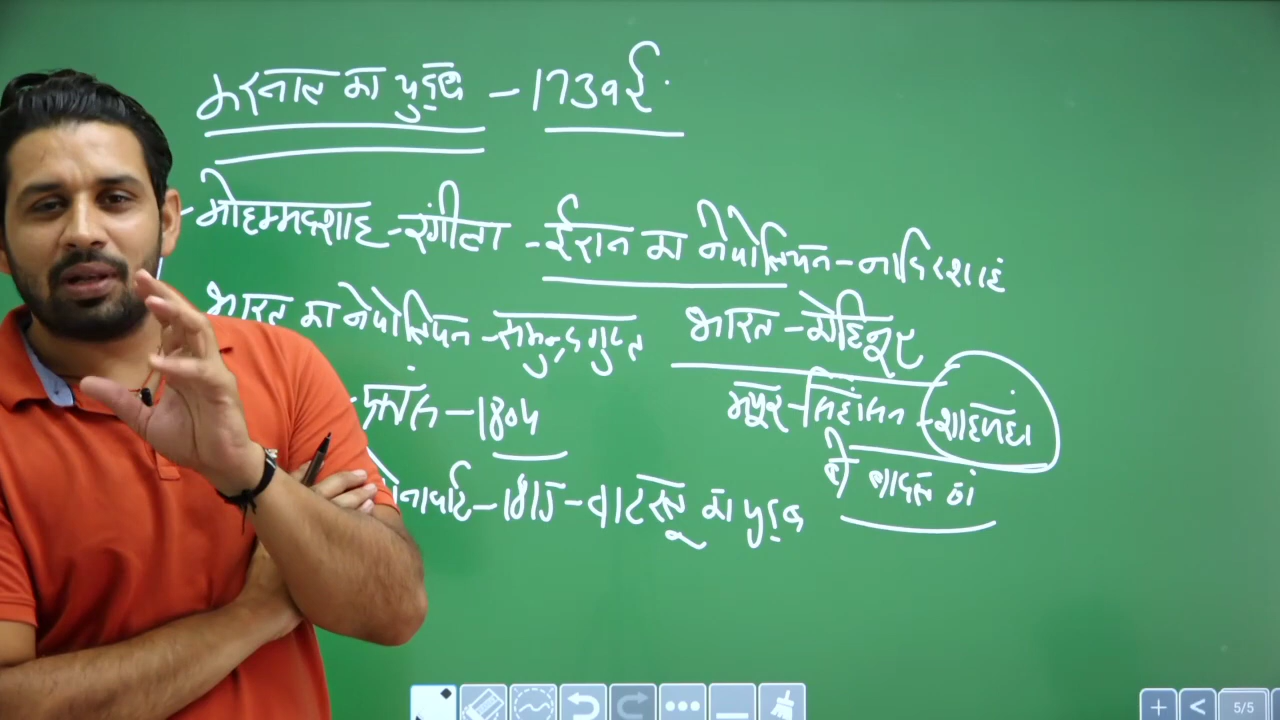 करनाल का युद्ध - 1739 ई.
- मोहम्मदशाह - रंगीला - ईरान का नेपोलियन - नादिरशाह
भारत का नेपोलियन - समुद्रगुप्त
भारत - कोहिनूर
फ्रांस - 1804
मयूर - सिंहासन - शाहजहां
बे बादल खां
नापार्ट - 1815 - वाटरलू का युद्ध
5/5